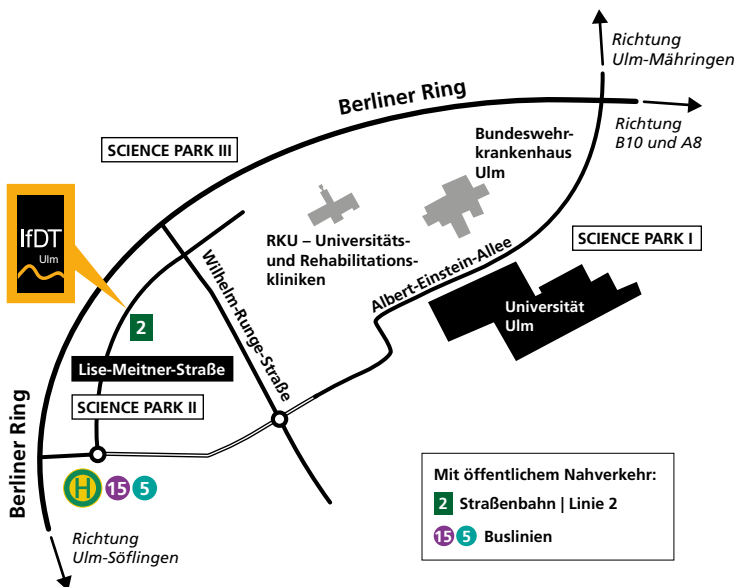 Richtung
Ulm-Mähringen
Berliner Ring
Richtung
B10 und A8
Bundeswehr-
krankenhaus
Ulm
SCIENCE PARK III
IfDT
Ulm
RKU – Universitäts-
und Rehabilitations-
kliniken
SCIENCE PARK I
Albert-Einstein-Allee
Wilhelm-Runge-Straße
Universität
Ulm
2
Lise-Meitner-Straße
SCIENCE PARK II
Berliner Ring
H 15 5
Richtung
Ulm-Söflingen
Mit öffentlichem Nahverkehr:
2 Straßenbahn | Linie 2
15 5 Buslinien